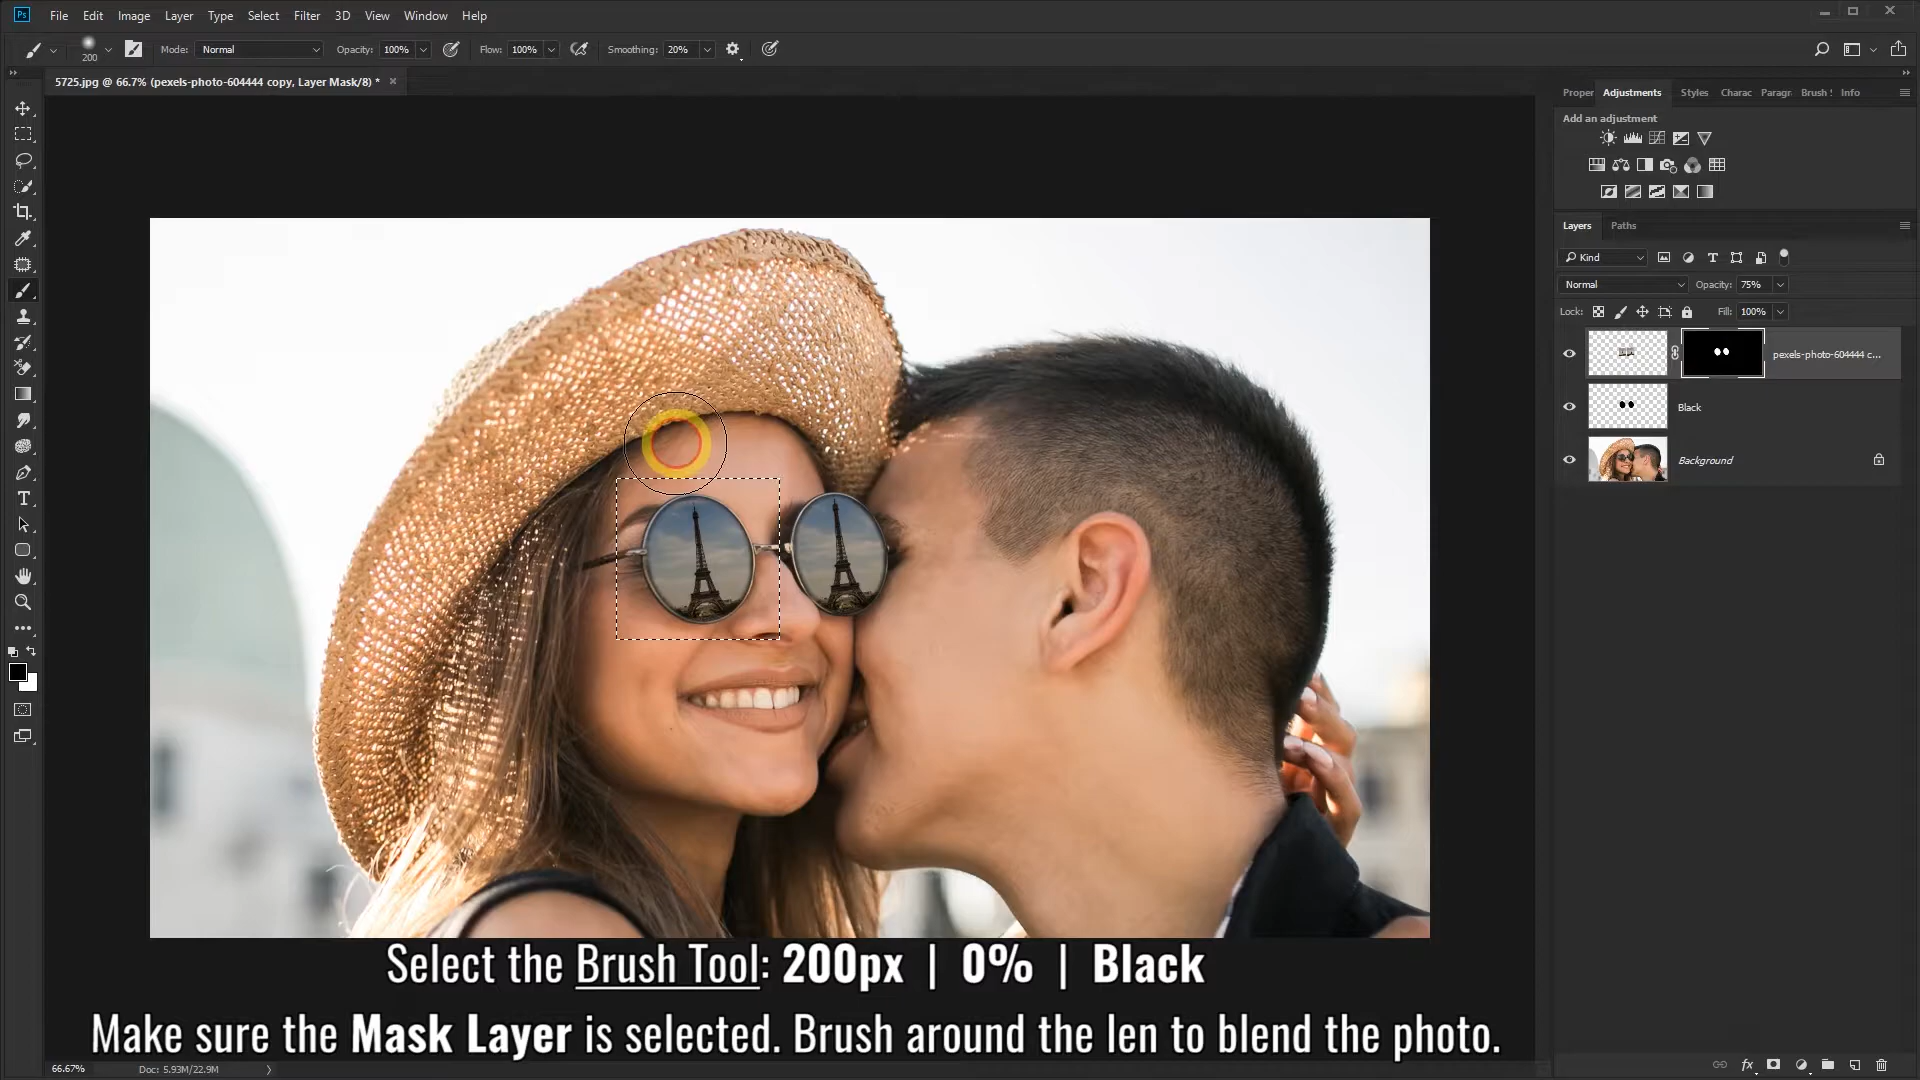 Ps File Edit Image Layer Type Select Filter 3D View Window Help
200 Mode: Normal Opacity: 100% Flow: 100% Smoothing: 20%
5725.jpg @ 66.7% (pexels-photo-604444 copy, Layer Mask/8) *
Proper Adjustments Styles Charac Paragr Brush Info
Add an adjustment
Layers Paths
Kind
Normal Opacity: 75%
Lock: Fill: 100%
pexels-photo-604444 c...
Black
Background
Select the Brush Tool: 200px | 0% | Black
Make sure the Mask Layer is selected. Brush around the len to blend the photo.
66.67% Doc: 5.93M/22.9M
fx